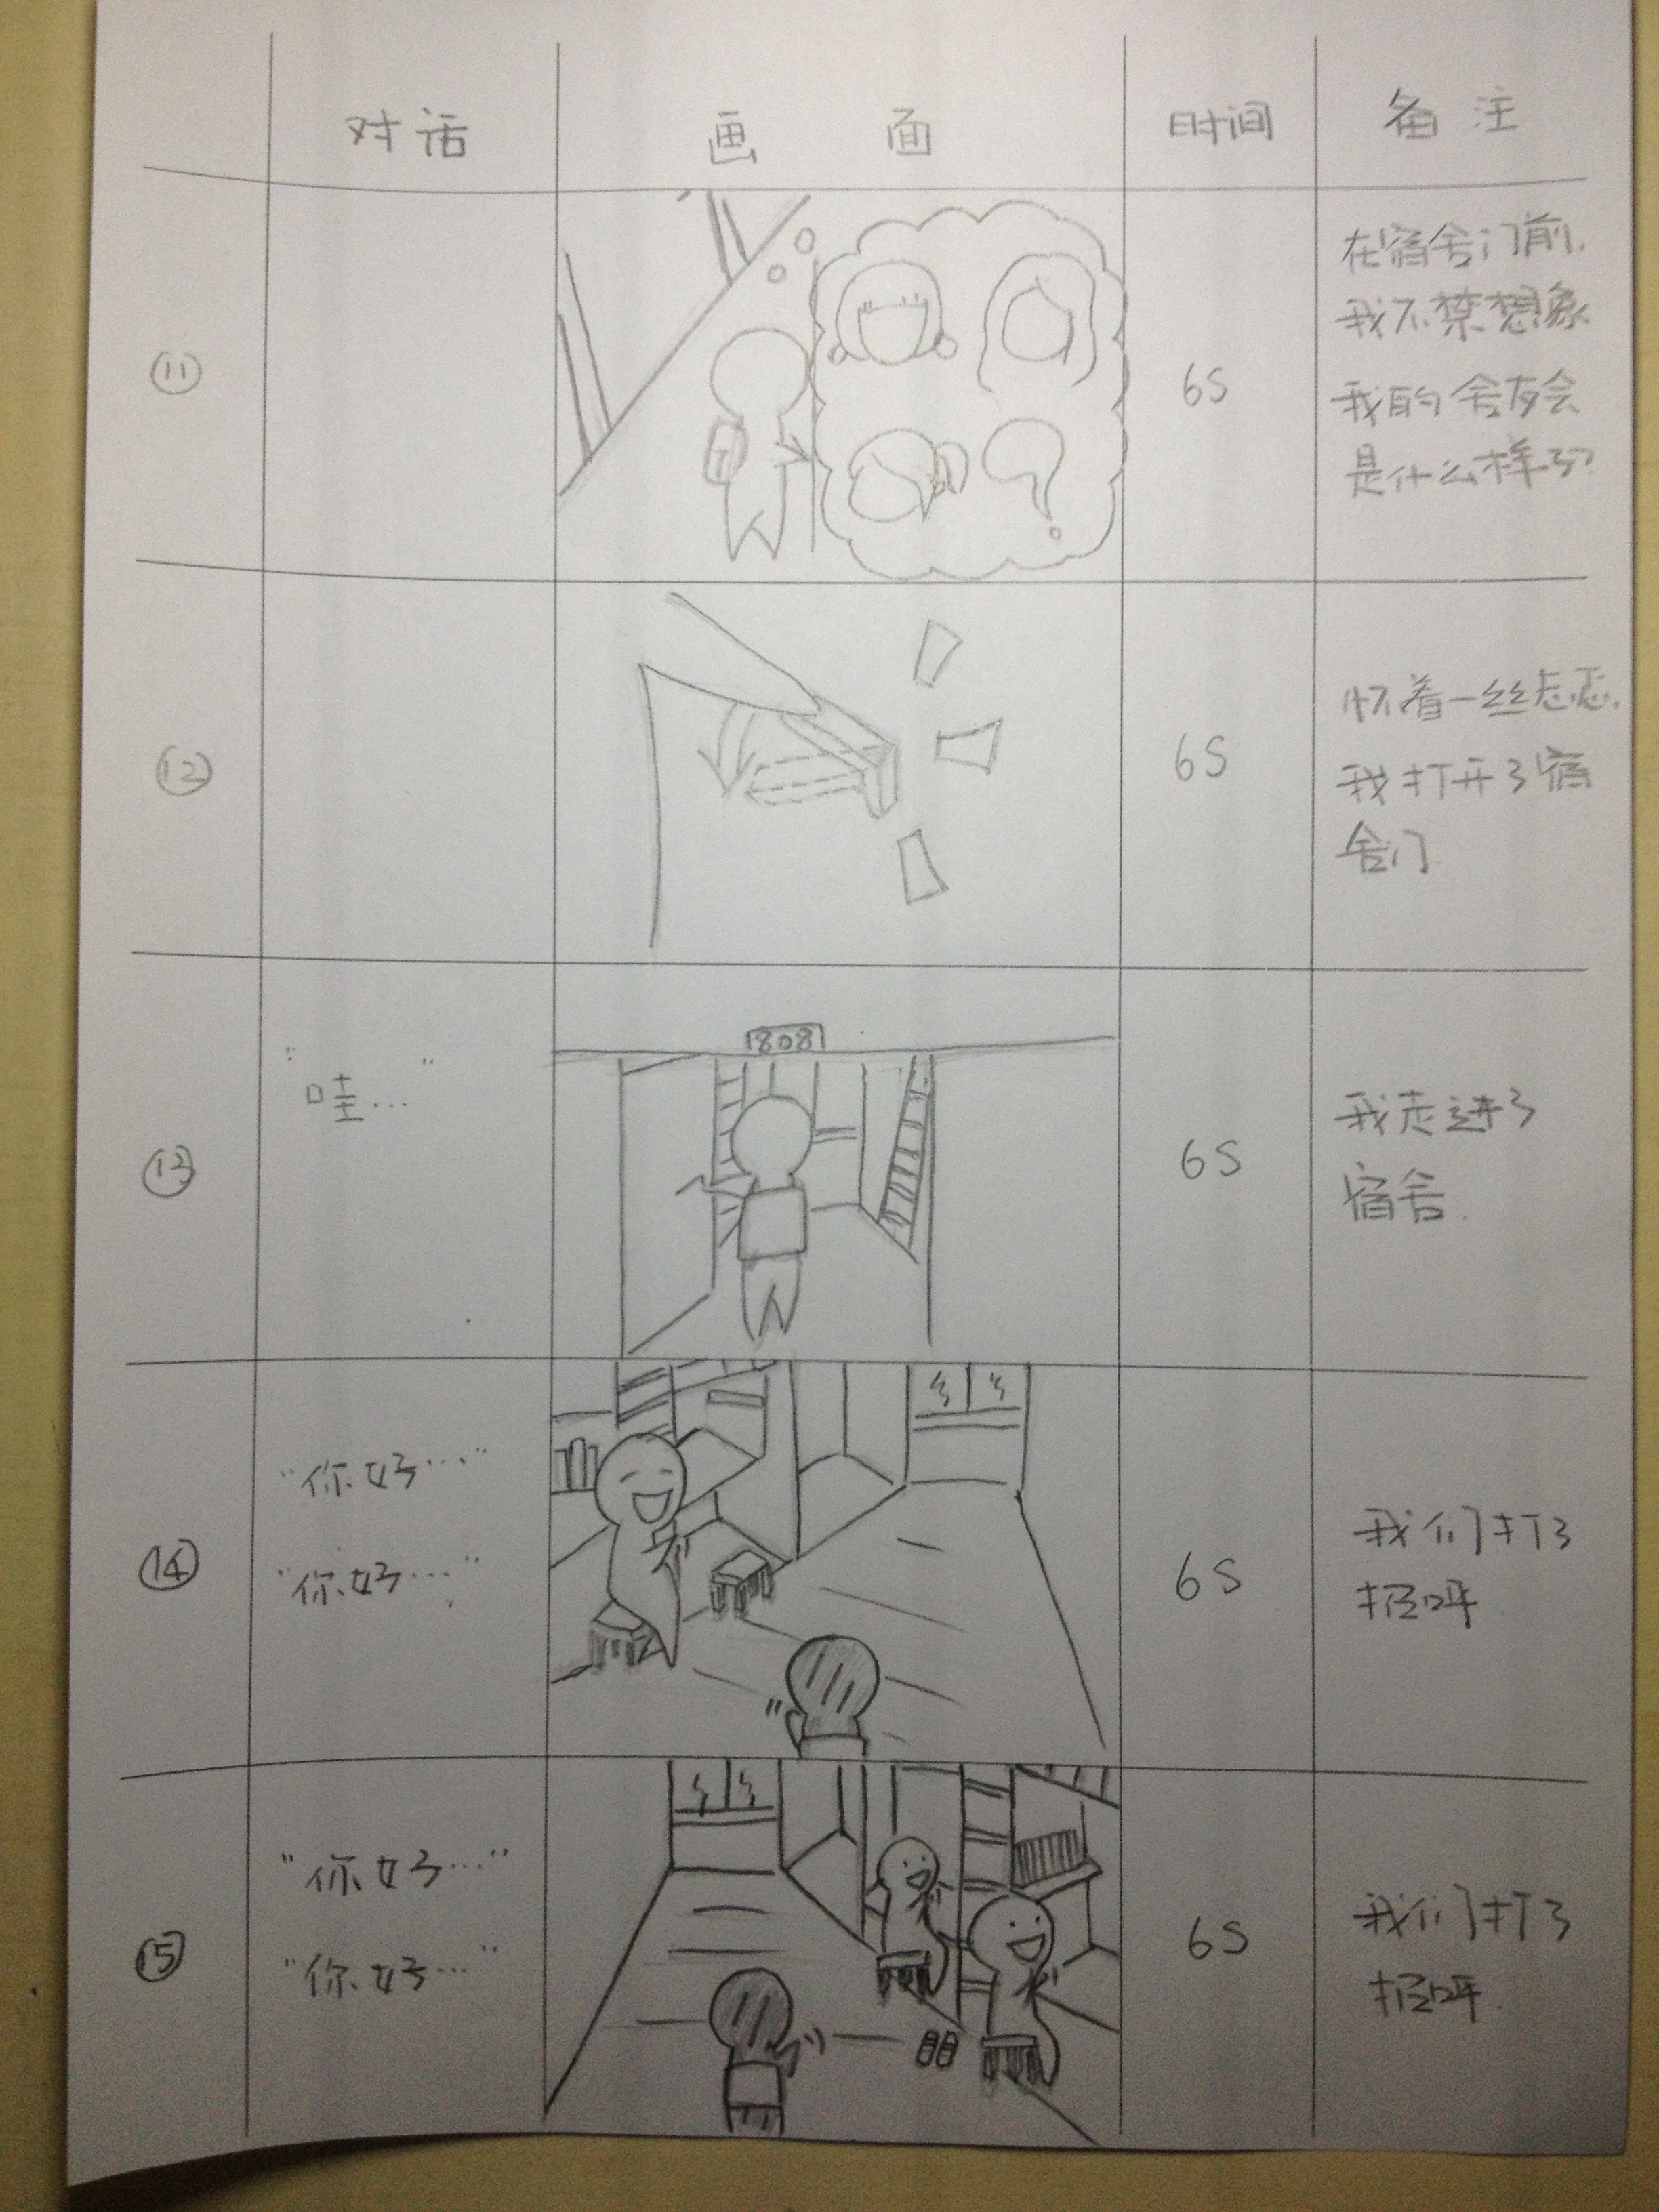 对话 画面 时间 备注
⑪ 6S 在宿舍门前,
我不禁想象
我的舍友会
是什么样子?
⑫ 6S 怀着一丝忐忑,
我打开了宿
舍门
808
⑬ "哇…" 6S 我走进了
宿舍.
⑭ "你好…" 6S 我们打了
"你好…" 招呼
⑮ "你好…" 6S 我们打了
"你好…" 招呼.